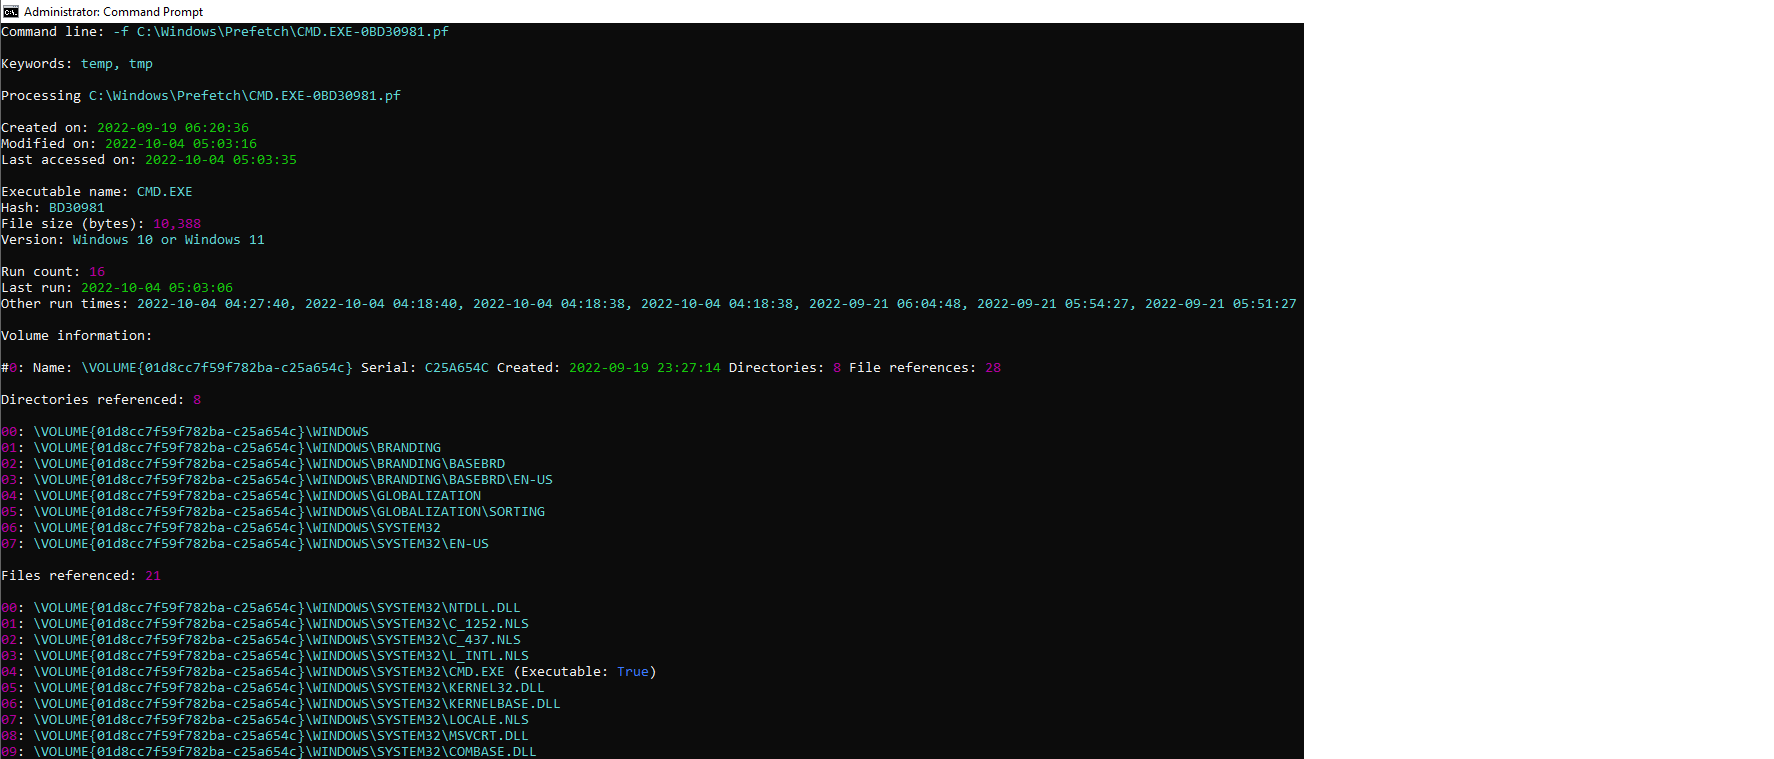 Administrator: Command Prompt
Command line: -f C:\Windows\Prefetch\CMD.EXE-0BD30981.pf
Keywords: temp, tmp
Processing C:\Windows\Prefetch\CMD.EXE-0BD30981.pf
Created on: 2022-09-19 06:20:36
Modified on: 2022-10-04 05:03:16
Last accessed on: 2022-10-04 05:03:35
Executable name: CMD.EXE
Hash: BD30981
File size (bytes): 10,388
Version: Windows 10 or Windows 11
Run count: 16
Last run: 2022-10-04 05:03:06
Other run times: 2022-10-04 04:27:40, 2022-10-04 04:18:40, 2022-10-04 04:18:38, 2022-10-04 04:18:38, 2022-09-21 06:04:48, 2022-09-21 05:54:27, 2022-09-21 05:51:27
Volume information:
#0: Name: \VOLUME{01d8cc7f59f782ba-c25a654c} Serial: C25A654C Created: 2022-09-19 23:27:14 Directories: 8 File references: 28
Directories referenced: 8
00: \VOLUME{01d8cc7f59f782ba-c25a654c}\WINDOWS
01: \VOLUME{01d8cc7f59f782ba-c25a654c}\WINDOWS\BRANDING
02: \VOLUME{01d8cc7f59f782ba-c25a654c}\WINDOWS\BRANDING\BASEBRD
03: \VOLUME{01d8cc7f59f782ba-c25a654c}\WINDOWS\BRANDING\BASEBRD\EN-US
04: \VOLUME{01d8cc7f59f782ba-c25a654c}\WINDOWS\GLOBALIZATION
05: \VOLUME{01d8cc7f59f782ba-c25a654c}\WINDOWS\GLOBALIZATION\SORTING
06: \VOLUME{01d8cc7f59f782ba-c25a654c}\WINDOWS\SYSTEM32
07: \VOLUME{01d8cc7f59f782ba-c25a654c}\WINDOWS\SYSTEM32\EN-US
Files referenced: 21
00: \VOLUME{01d8cc7f59f782ba-c25a654c}\WINDOWS\SYSTEM32\NTDLL.DLL
01: \VOLUME{01d8cc7f59f782ba-c25a654c}\WINDOWS\SYSTEM32\C_1252.NLS
02: \VOLUME{01d8cc7f59f782ba-c25a654c}\WINDOWS\SYSTEM32\C_437.NLS
03: \VOLUME{01d8cc7f59f782ba-c25a654c}\WINDOWS\SYSTEM32\L_INTL.NLS
04: \VOLUME{01d8cc7f59f782ba-c25a654c}\WINDOWS\SYSTEM32\CMD.EXE (Executable: True)
05: \VOLUME{01d8cc7f59f782ba-c25a654c}\WINDOWS\SYSTEM32\KERNEL32.DLL
06: \VOLUME{01d8cc7f59f782ba-c25a654c}\WINDOWS\SYSTEM32\KERNELBASE.DLL
07: \VOLUME{01d8cc7f59f782ba-c25a654c}\WINDOWS\SYSTEM32\LOCALE.NLS
08: \VOLUME{01d8cc7f59f782ba-c25a654c}\WINDOWS\SYSTEM32\MSVCRT.DLL
09: \VOLUME{01d8cc7f59f782ba-c25a654c}\WINDOWS\SYSTEM32\COMBASE.DLL